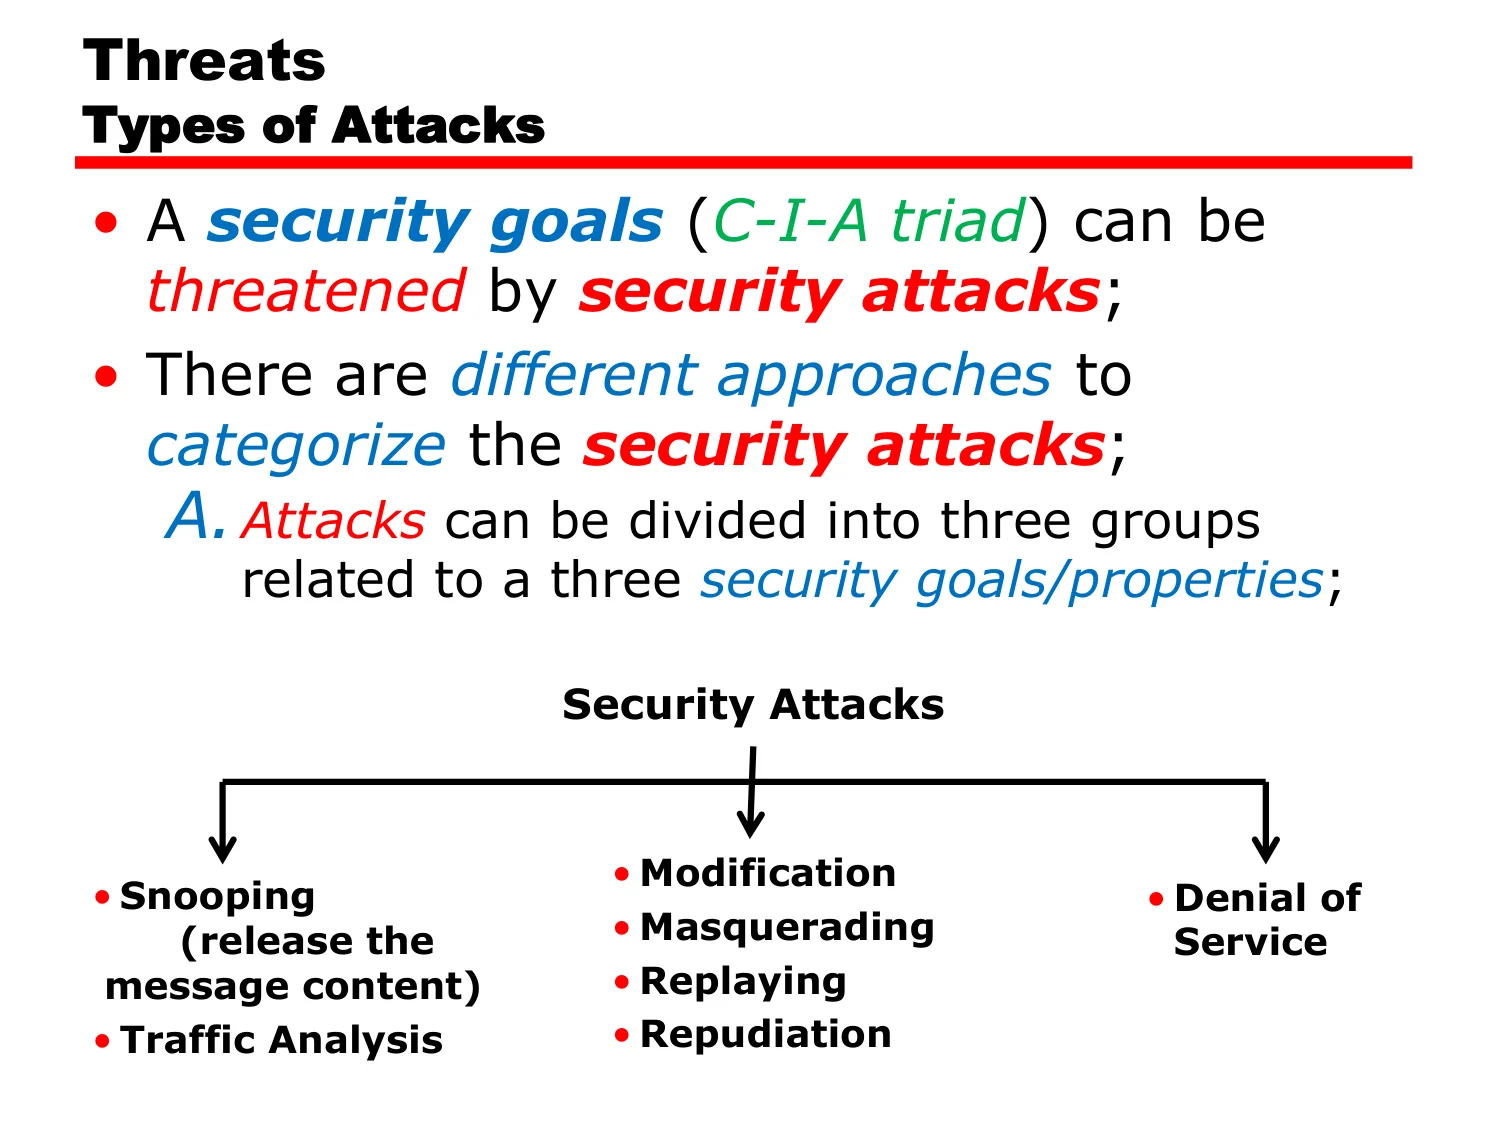 Threats
Types of Attacks
• A security goals (C-I-A triad) can be
threatened by security attacks;
• There are different approaches to
categorize the security attacks;
A. Attacks can be divided into three groups
related to a three security goals/properties;
Security Attacks
• Snooping
(release the
message content)
• Traffic Analysis
• Modification
• Masquerading
• Replaying
• Repudiation
• Denial of
Service